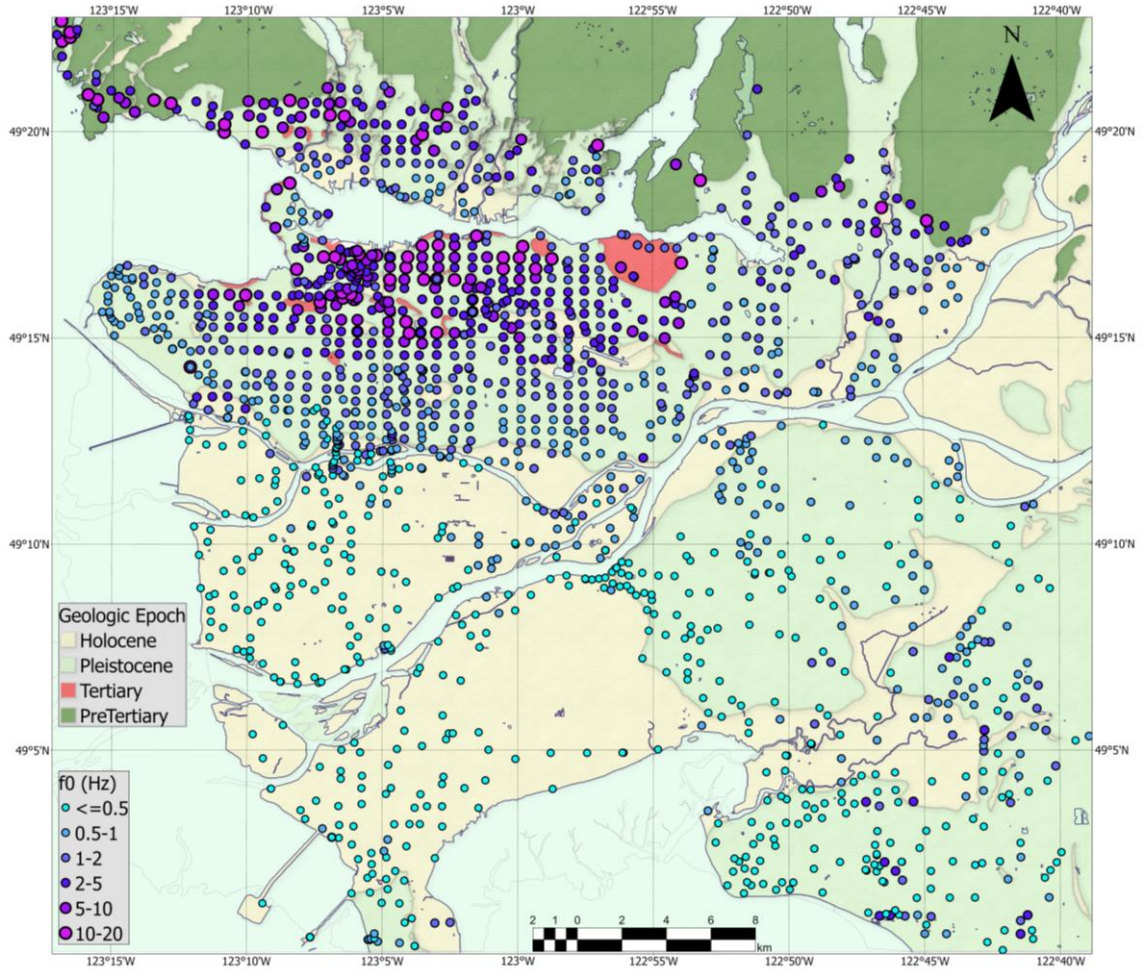 123°15'W 123°10'W 123°5'W 123°0'W 122°55'W 122°50'W 122°45'W 122°40'W
N
49°20'N 49°20'N
49°15'N 49°15'N
49°10'N 49°10'N
Geologic Epoch
Holocene
Pleistocene
Tertiary
PreTertiary
49°5'N 49°5'N
f0 (Hz)
<=0.5
0.5-1
1-2
2-5
5-10
10-20
2 1 0 2 4 6 8
km
123°15'W 123°10'W 123°5'W 123°0'W 122°55'W 122°50'W 122°45'W 122°40'W